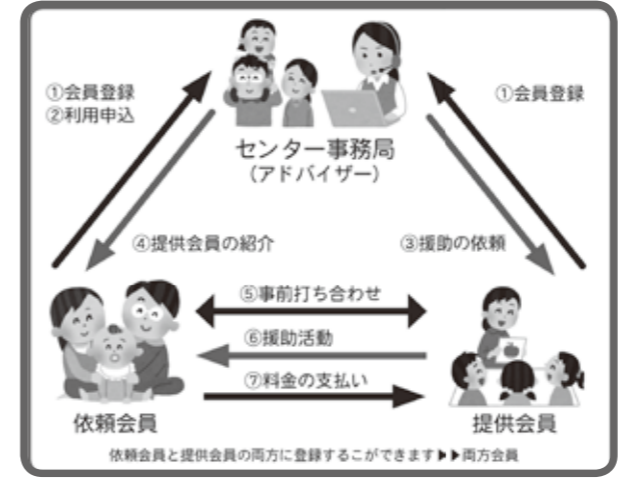 ①会員登録
②利用申込
①会員登録
センター事務局
（アドバイザー）
④提供会員の紹介
③援助の依頼
⑤事前打ち合わせ
⑥援助活動
⑦料金の支払い
依頼会員
提供会員
依頼会員と提供会員の両方に登録するこができます▶▶両方会員